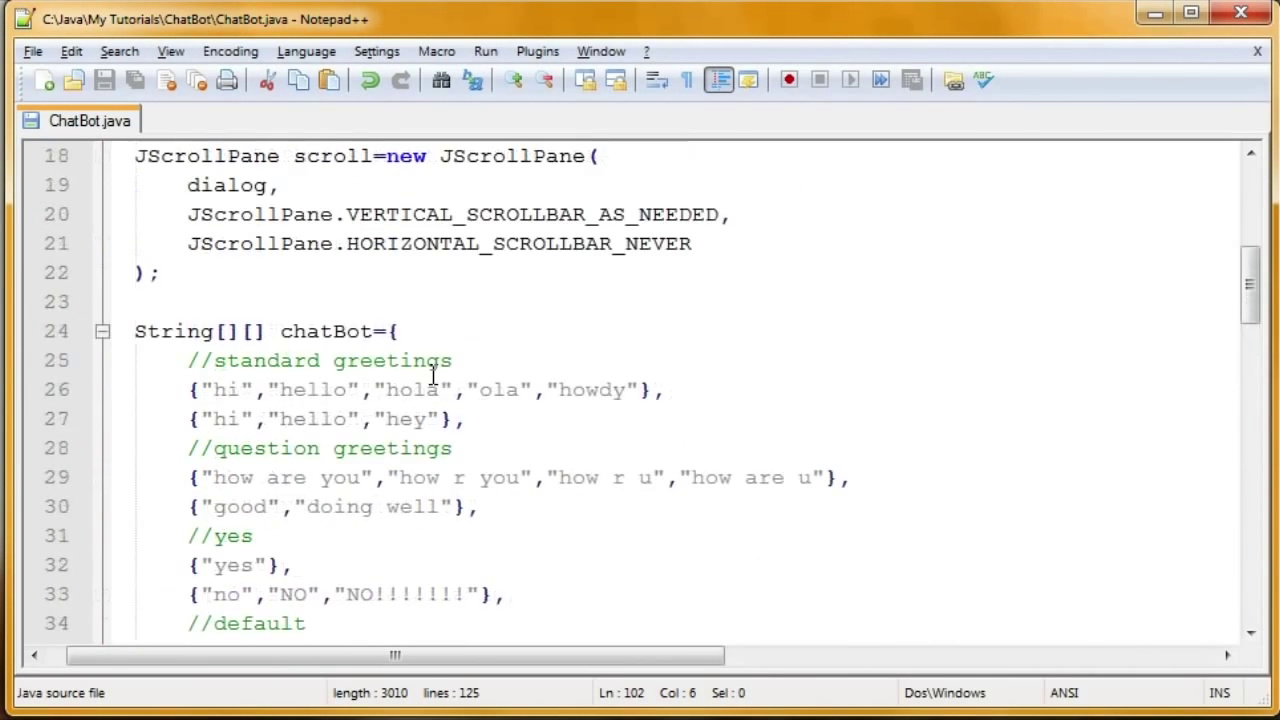 C:\Java\My Tutorials\ChatBot\ChatBot.java - Notepad++
File Edit Search View Encoding Language Settings Macro Run Plugins Window ? X
ABC
ChatBot.java
18 JScrollPane scroll=new JScrollPane(
19 dialog,
20 JScrollPane.VERTICAL_SCROLLBAR_AS_NEEDED,
21 JScrollPane.HORIZONTAL_SCROLLBAR_NEVER
22 );
23
24 String[][] chatBot={
25 //standard greetings
26 {"hi","hello","hola","ola","howdy"},
27 {"hi","hello","hey"},
28 //question greetings
29 {"how are you","how r you","how r u","how are u"},
30 {"good","doing well"},
31 //yes
32 {"yes"},
33 {"no","NO","NO!!!!!!!"},
34 //default
Java source file length : 3010 lines : 125 Ln : 102 Col : 6 Sel : 0 Dos\Windows ANSI INS